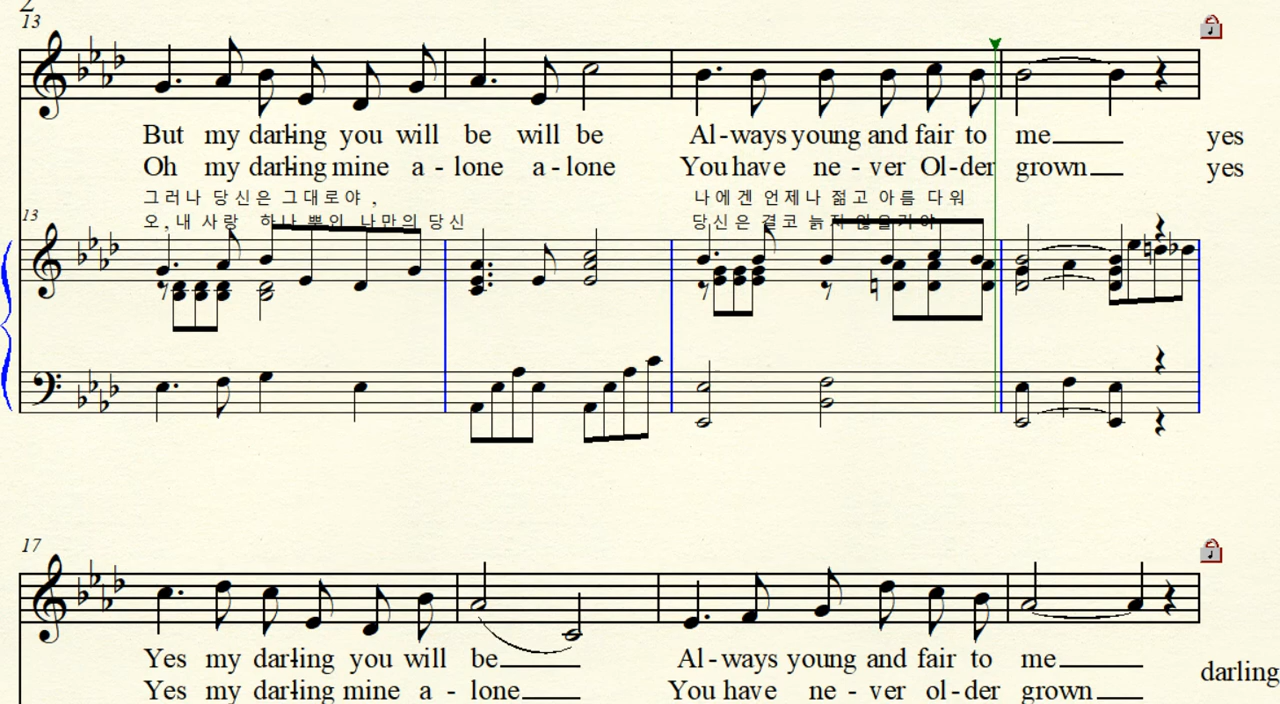 2
13
But my dar-ling you will be will be Al-ways young and fair to me yes
Oh my dar-ling mine a-lone a-lone You have ne-ver Ol-der grown yes
그러나 당신은 그대로야, 나에겐 언제나 젊고 아름 다워
오, 내 사랑 하나 뿐인 나만의 당신 당신은 결코 늙지 않을거야
13
17
Yes my dar-ling you will be Al-ways young and fair to me
Yes my dar-ling mine a-lone You have ne-ver ol-der grown
darling